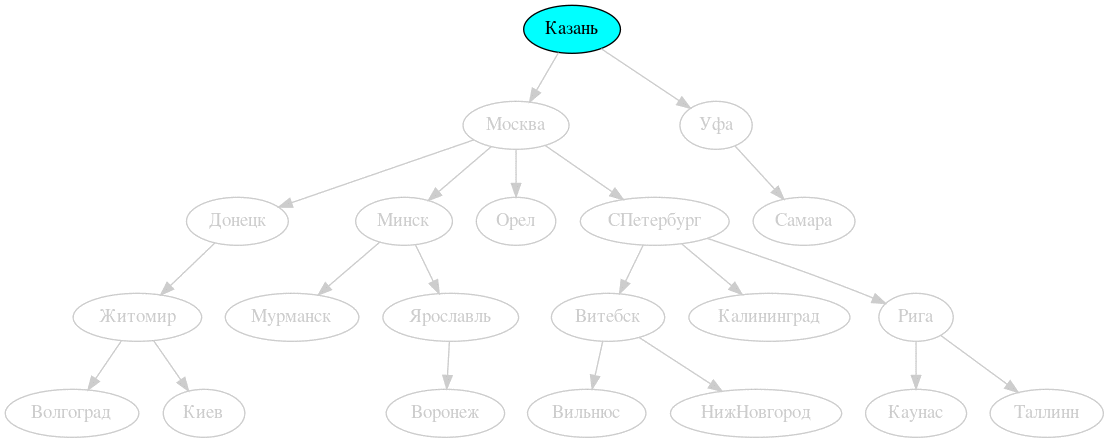 Казань
Москва
Уфа
Донецк
Минск
Орел
СПетербург
Самара
Житомир
Мурманск
Ярославль
Витебск
Калининград
Рига
Волгоград
Киев
Воронеж
Вильнюс
НижНовгород
Каунас
Таллинн